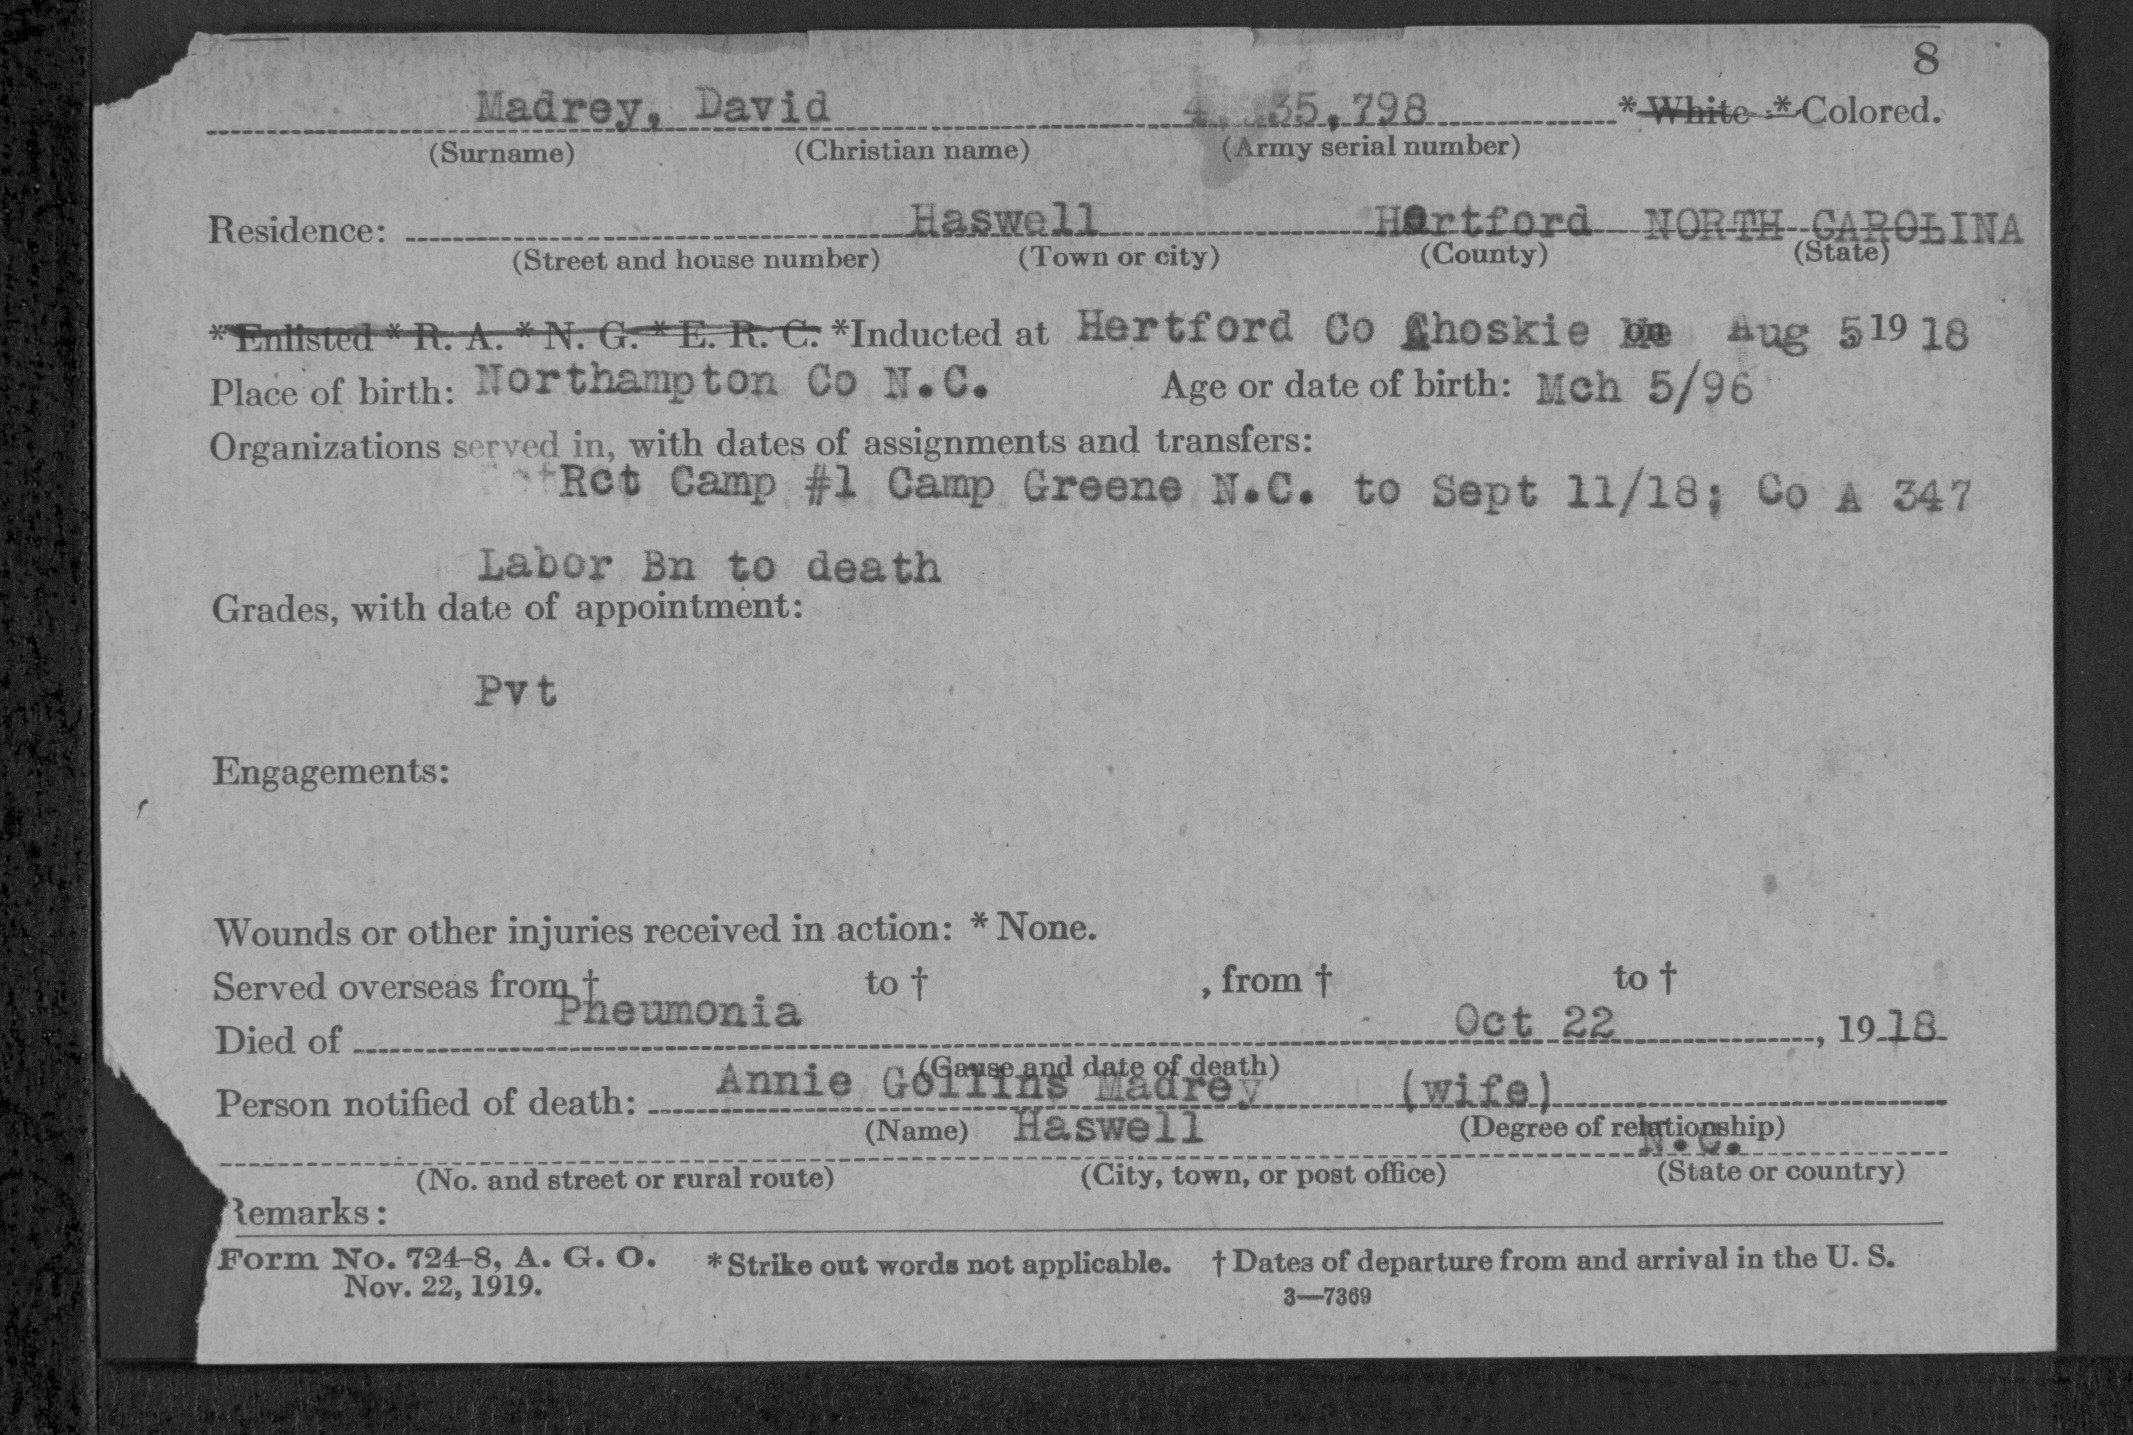 8
Madrey, David 35,798 *White *Colored.
(Surname) (Christian name) (Army serial number)
Residence: Haswell Hertford NORTH CAROLINA
(Street and house number) (Town or city) (County) (State)
*Enlisted *R. A. *N. G. *E. R. C. *Inducted at Hertford Co Ahoskie on Aug 5 19 18
Place of birth: Northampton Co N.C. Age or date of birth: Mch 5/96
Organizations served in, with dates of assignments and transfers:
Rct Camp #1 Camp Greene N.C. to Sept 11/18; Co A 347
Labor Bn to death
Grades, with date of appointment:
Pvt
Engagements:
Wounds or other injuries received in action: *None.
Served overseas from † to † , from † to †
Died of Pneumonia Oct 22, 19 18
(Cause and date of death)
Person notified of death: Annie Gollins Madrey (wife)
(Name) (Degree of relationship)
Haswell N.C.
(No. and street or rural route) (City, town, or post office) (State or country)
Remarks:
Form No. 724-8, A. G. O. *Strike out words not applicable. † Dates of departure from and arrival in the U. S.
Nov. 22, 1919. 3—7369